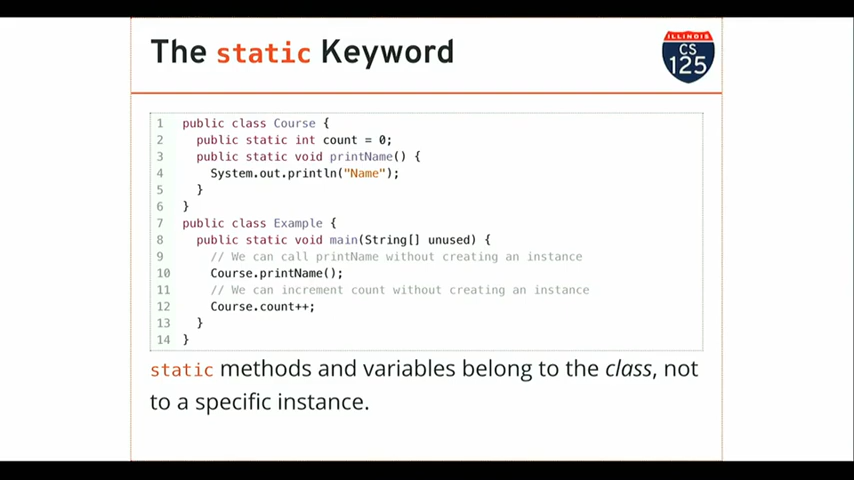 The static Keyword
ILLINOIS
CS
125
1 public class Course {
2   public static int count = 0;
3   public static void printName() {
4     System.out.println("Name");
5   }
6 }
7 public class Example {
8   public static void main(String[] unused) {
9     // We can call printName without creating an instance
10     Course.printName();
11     // We can increment count without creating an instance
12     Course.count++;
13   }
14 }
static methods and variables belong to the class, not
to a specific instance.